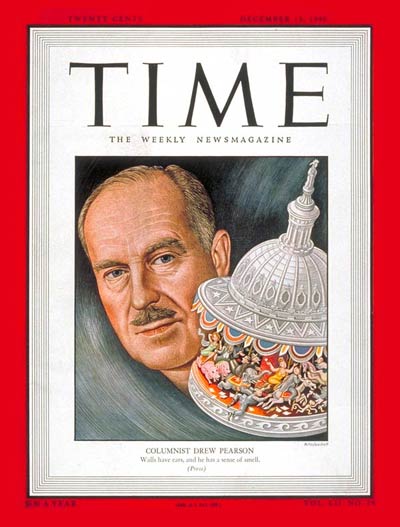 TWENTY CENTS
DECEMBER 13, 1948
TIME
THE WEEKLY NEWSMAGAZINE
COLUMNIST DREW PEARSON
Walls have ears, and he has a sense of smell.
(Press)
A YEAR
VOL. LII NO.